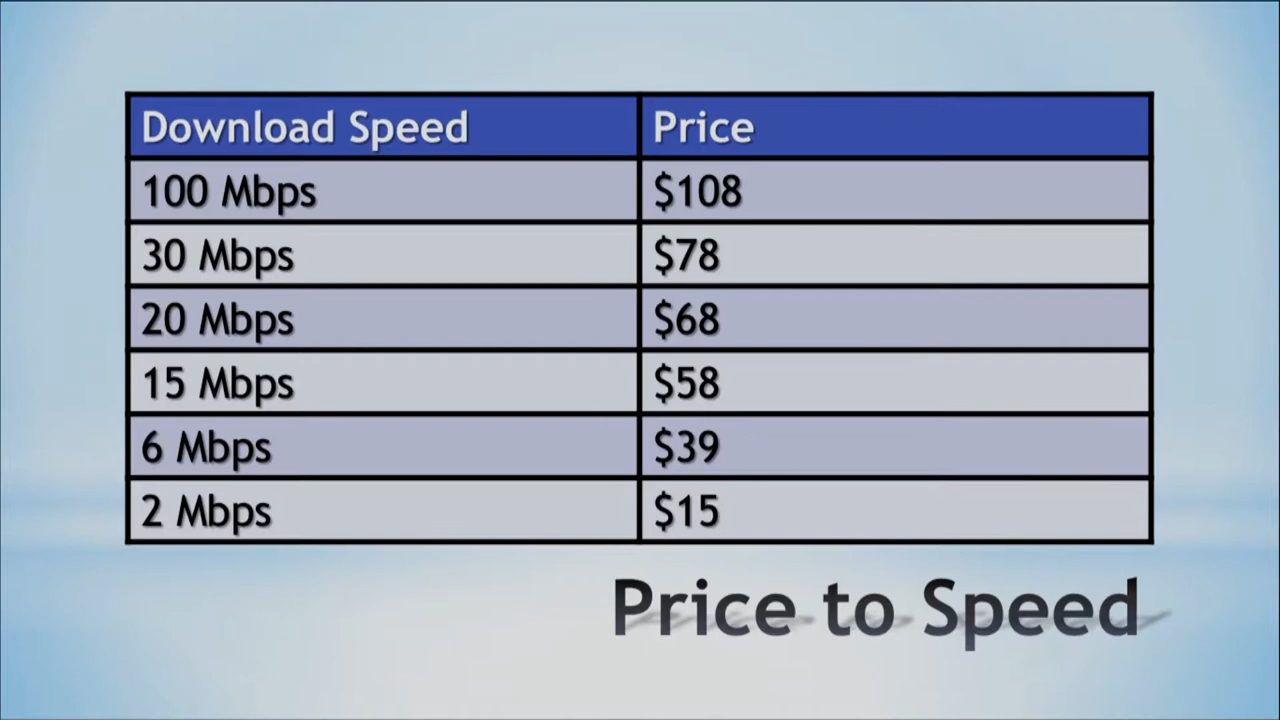 Download Speed Price
100 Mbps $108
30 Mbps $78
20 Mbps $68
15 Mbps $58
6 Mbps $39
2 Mbps $15
Price to Speed